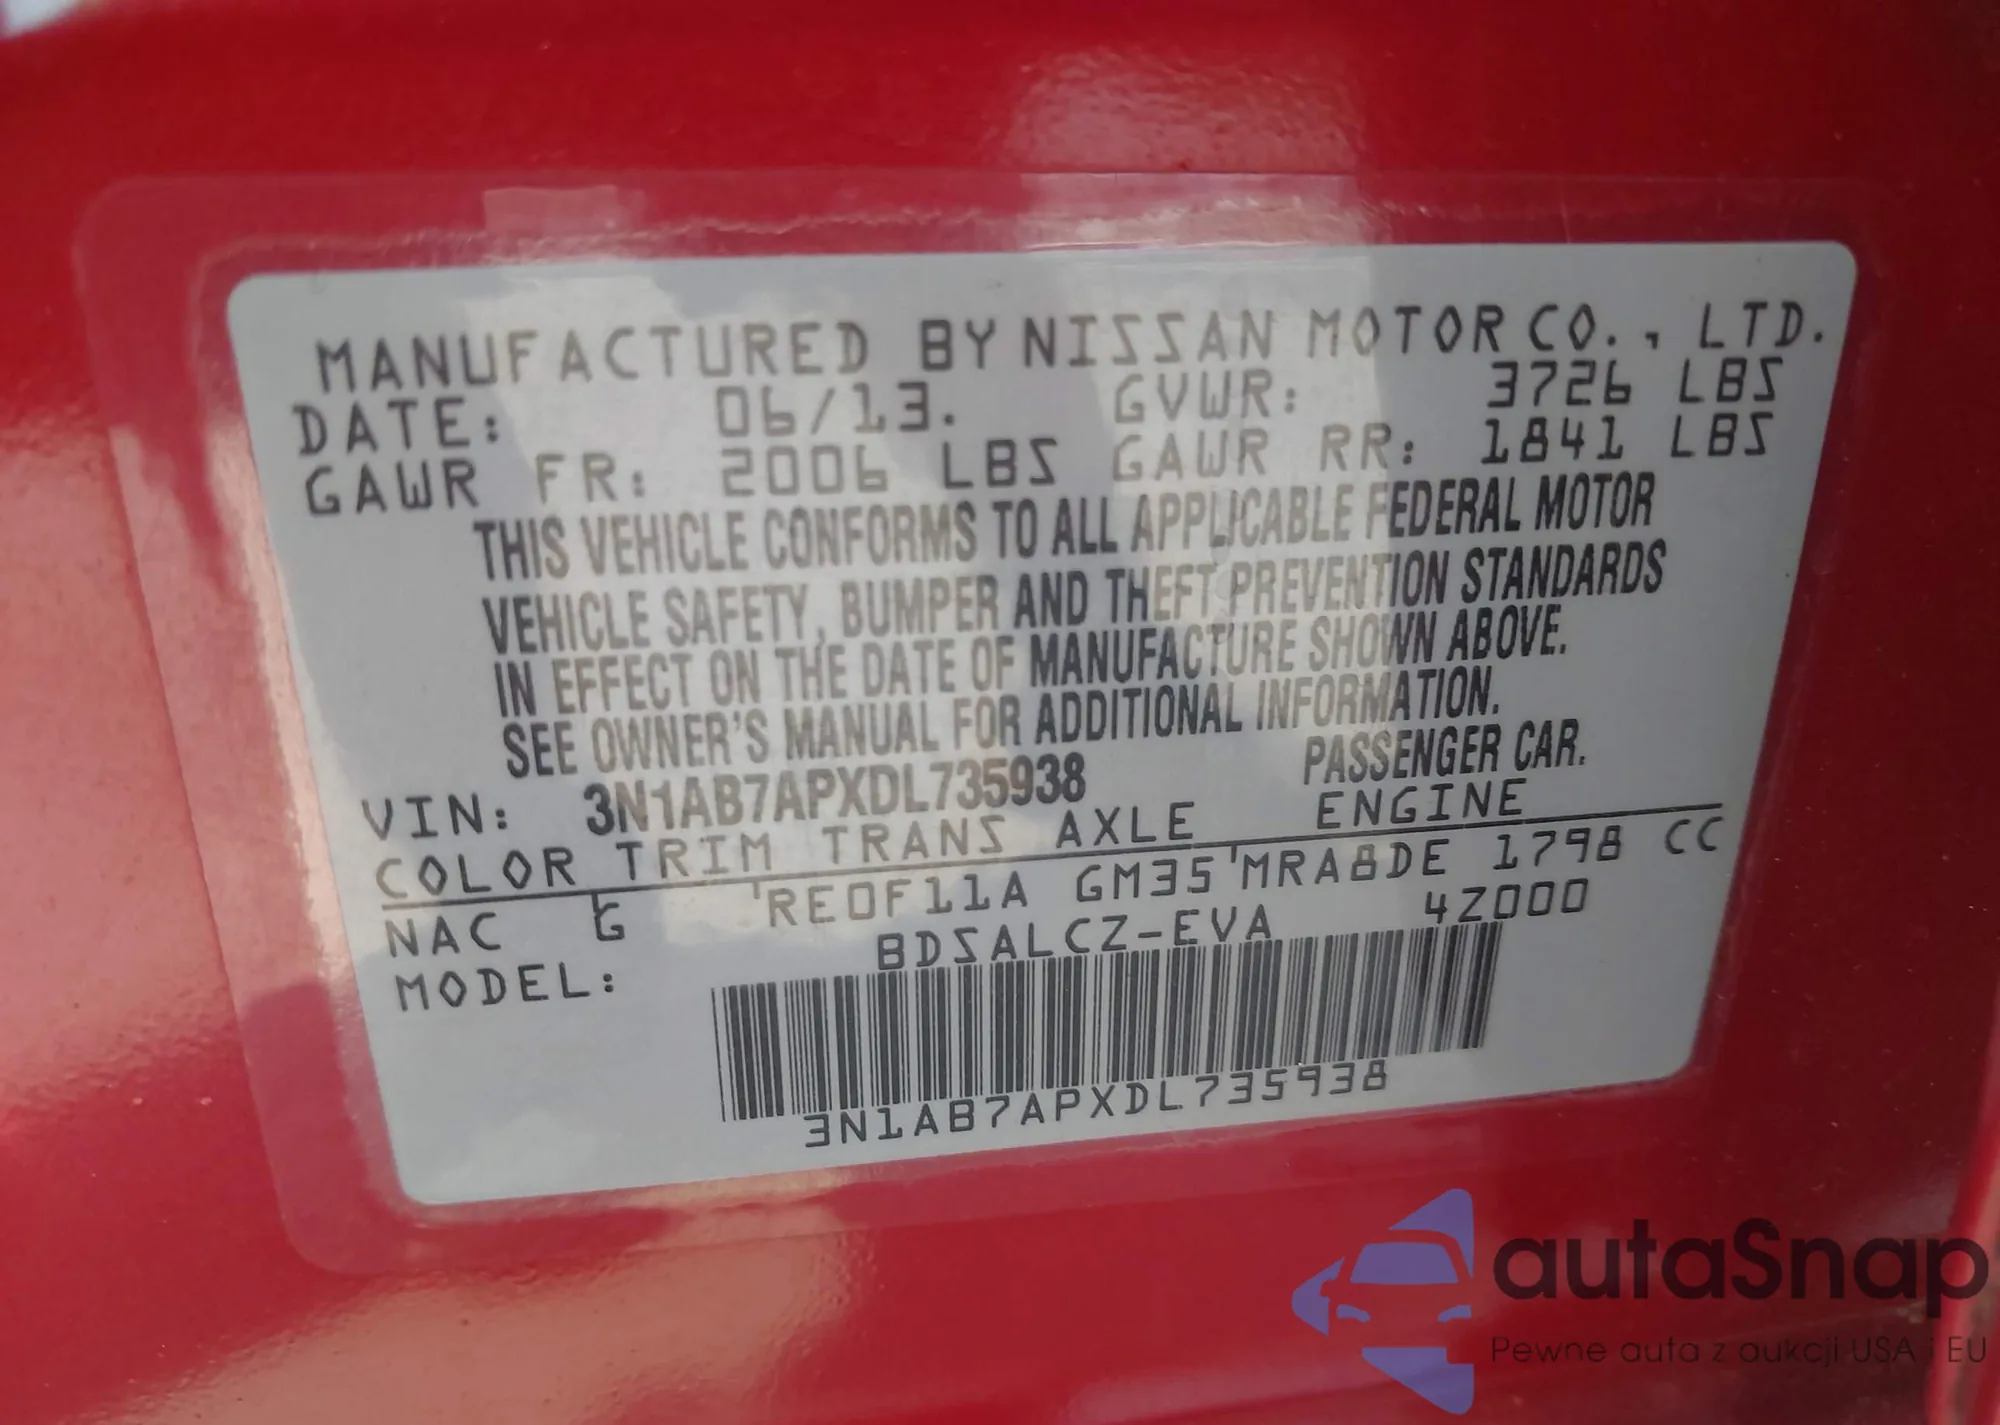 MANUFACTURED BY NISSAN MOTOR CO., LTD.
DATE: 06/13. GVWR: 3726 LBS
GAWR FR: 2006 LBS GAWR RR: 1841 LBS
THIS VEHICLE CONFORMS TO ALL APPLICABLE FEDERAL MOTOR
VEHICLE SAFETY, BUMPER AND THEFT PREVENTION STANDARDS
IN EFFECT ON THE DATE OF MANUFACTURE SHOWN ABOVE.
SEE OWNER'S MANUAL FOR ADDITIONAL INFORMATION.
VIN: 3N1AB7APXDL735938 PASSENGER CAR.
COLOR TRIM TRANS AXLE ENGINE
NAC G RE0F11A GM35 MRA8DE 1798 CC
MODEL: BDSALCZ-EVA 4Z000
3N1AB7APXDL735938
autaSnap
Pewne auta z aukcji USA i EU